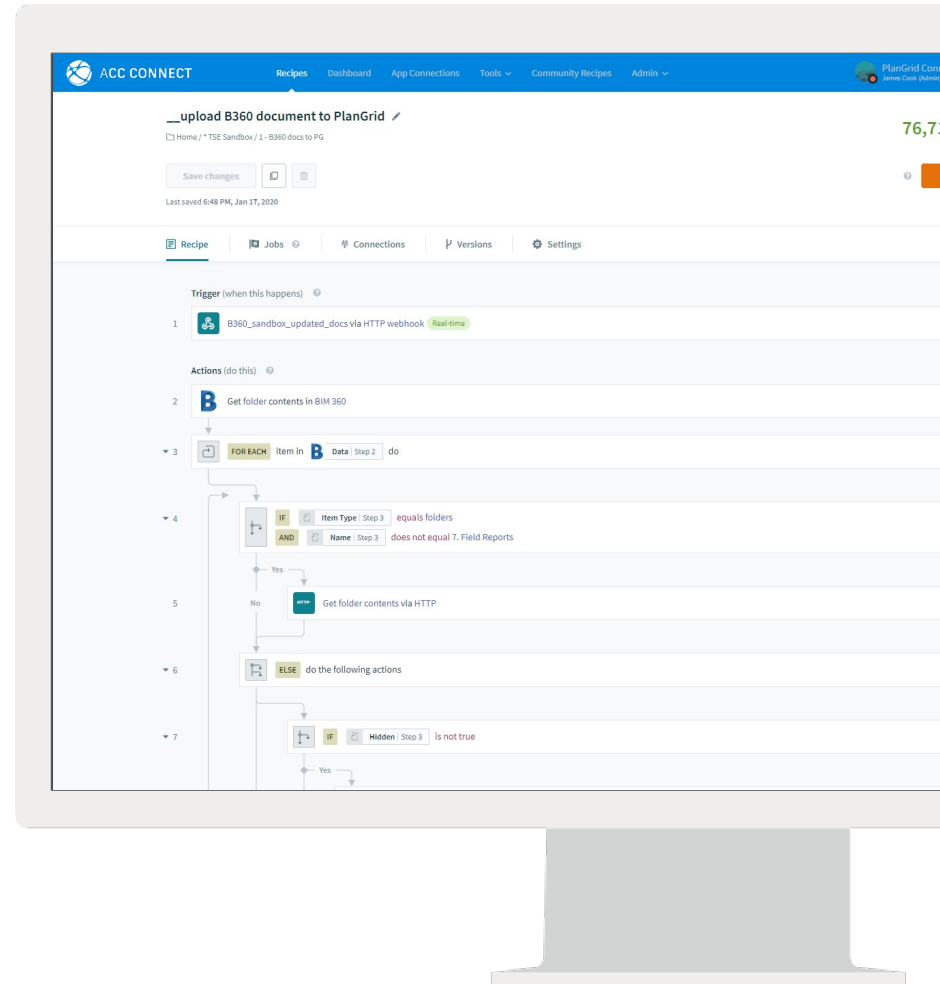 ACC CONNECT Recipes Dashboard App Connections Tools Community Recipes Admin
PlanGrid Con
James Cook (Admin)
__upload B360 document to PlanGrid
Home / * TSE Sandbox / 1 - B360 docs to PG
76,7
Save changes
Last saved 6:48 PM, Jan 17, 2020
Recipe Jobs Connections Versions Settings
Trigger (when this happens)
1 B360_sandbox_updated_docs via HTTP webhook Real-time
Actions (do this)
2 B Get folder contents in BIM 360
3 FOR EACH item in B Data | Step 2 do
4 IF Item Type | Step 3 equals folders
AND Name | Step 3 does not equal 7. Field Reports
Yes
5 No HTTP Get folder contents via HTTP
6 ELSE do the following actions
7 IF Hidden | Step 3 is not true
Yes